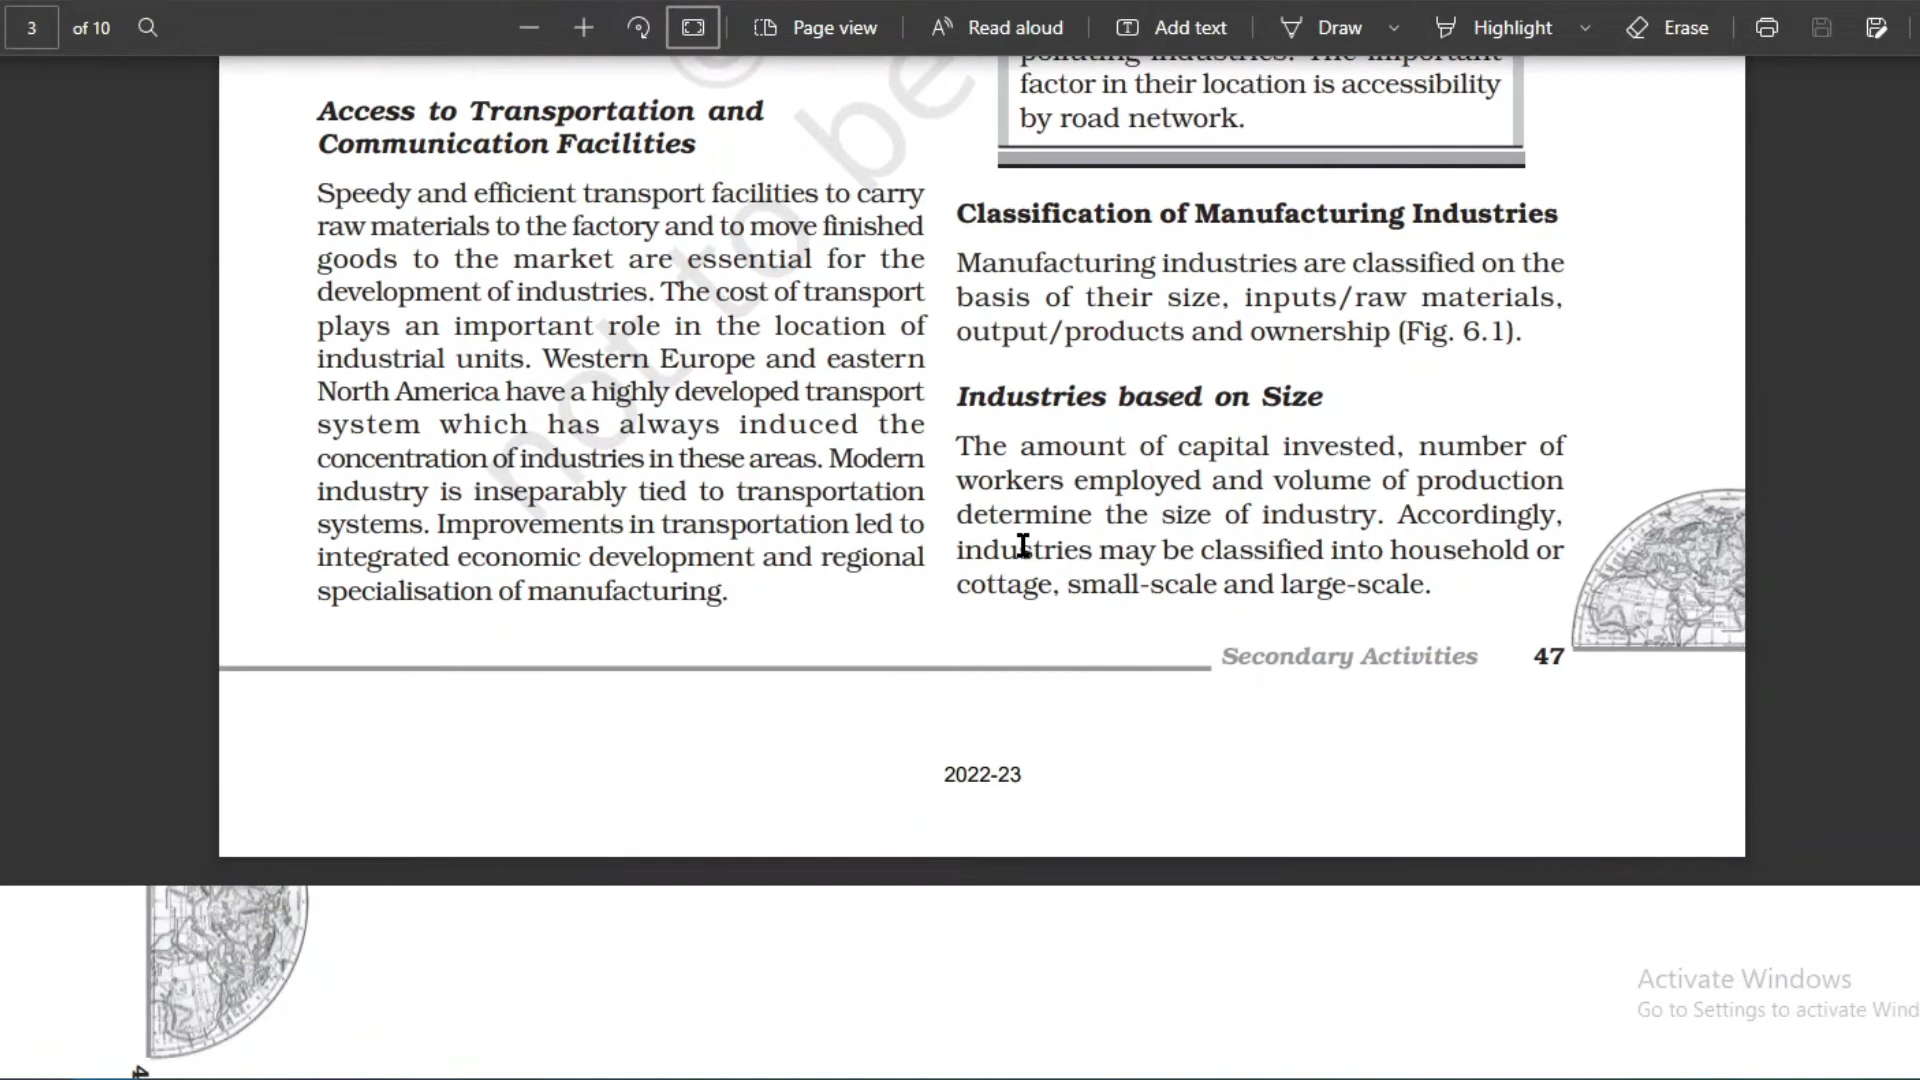 3 of 10
Page view
Read aloud
Add text
Draw
Highlight
Erase
Access to Transportation and
Communication Facilities
Speedy and efficient transport facilities to carry
raw materials to the factory and to move finished
goods to the market are essential for the
development of industries. The cost of transport
plays an important role in the location of
industrial units. Western Europe and eastern
North America have a highly developed transport
system which has always induced the
concentration of industries in these areas. Modern
industry is inseparably tied to transportation
systems. Improvements in transportation led to
integrated economic development and regional
specialisation of manufacturing.
polluting industries. The important
factor in their location is accessibility
by road network.
Classification of Manufacturing Industries
Manufacturing industries are classified on the
basis of their size, inputs/raw materials,
output/products and ownership (Fig. 6.1).
Industries based on Size
The amount of capital invested, number of
workers employed and volume of production
determine the size of industry. Accordingly,
industries may be classified into household or
cottage, small-scale and large-scale.
Secondary Activities 47
2022-23
not to be
©
4
Activate Windows
Go to Settings to activate Wind